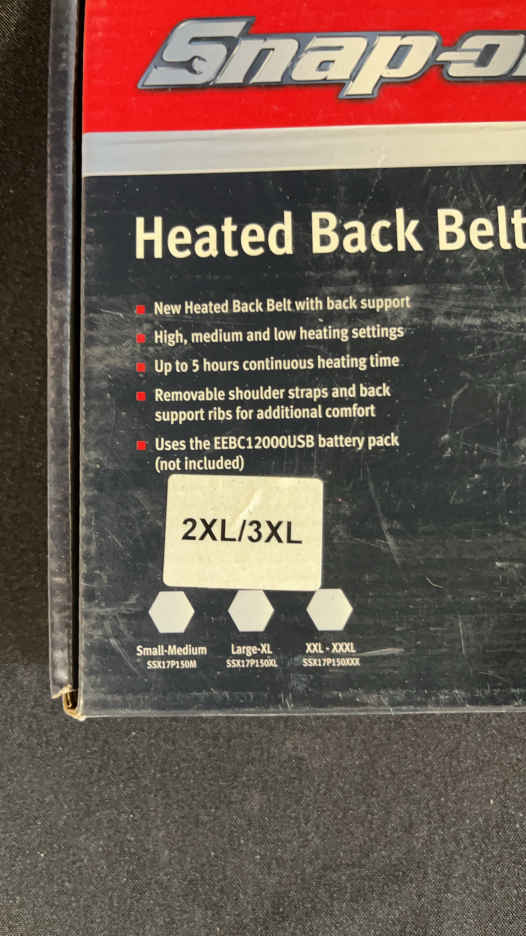 Snap-o
Heated Back Belt
New Heated Back Belt with back support
High, medium and low heating settings
Up to 5 hours continuous heating time
Removable shoulder straps and back
support ribs for additional comfort
Uses the EEBC12000USB battery pack
(not included)
2XL/3XL
Small-Medium Large-XL XXL - XXXL
SSX17P150M SSX17P150XL SSX17P150XXX